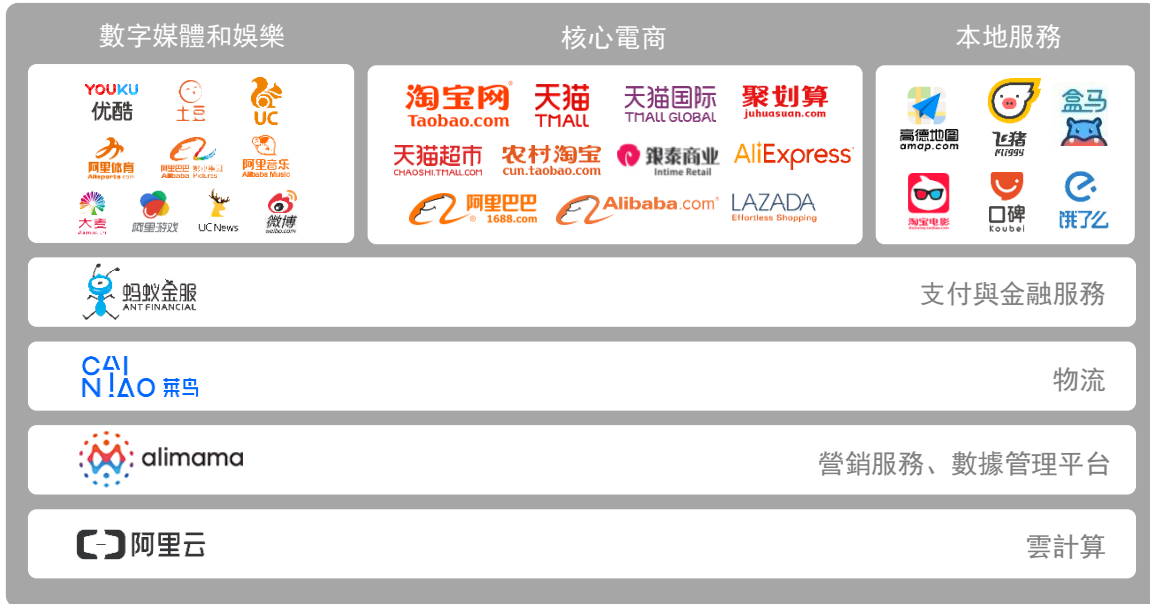 數字媒體和娛樂
核心電商
本地服務
YOUKU
优酷
土豆
UC
阿里体育
Alisports.com
阿里巴巴 影业集团
Alibaba Pictures
阿里音乐
Alibaba Music
大麦
阿里游戏
UC News
微博
weibo.com
淘宝网
Taobao.com
天猫
TMALL
天猫国际
TMALL GLOBAL
聚划算
juhuasuan.com
天猫超市
CHAOSHI.TMALL.COM
农村淘宝
cun.taobao.com
銀泰商业
Intime Retail
AliExpress
阿里巴巴
1688.com
Alibaba.com
LAZADA
Effortless Shopping
高德地圖
amap.com
飞猪
Fliggy
盒马
淘宝电影
口碑
Koubei
饿了么
蚂蚁金服
ANT FINANCIAL
支付與金融服務
CAI
NIAO 菜鸟
物流
alimama
營銷服務、數據管理平台
阿里云
雲計算